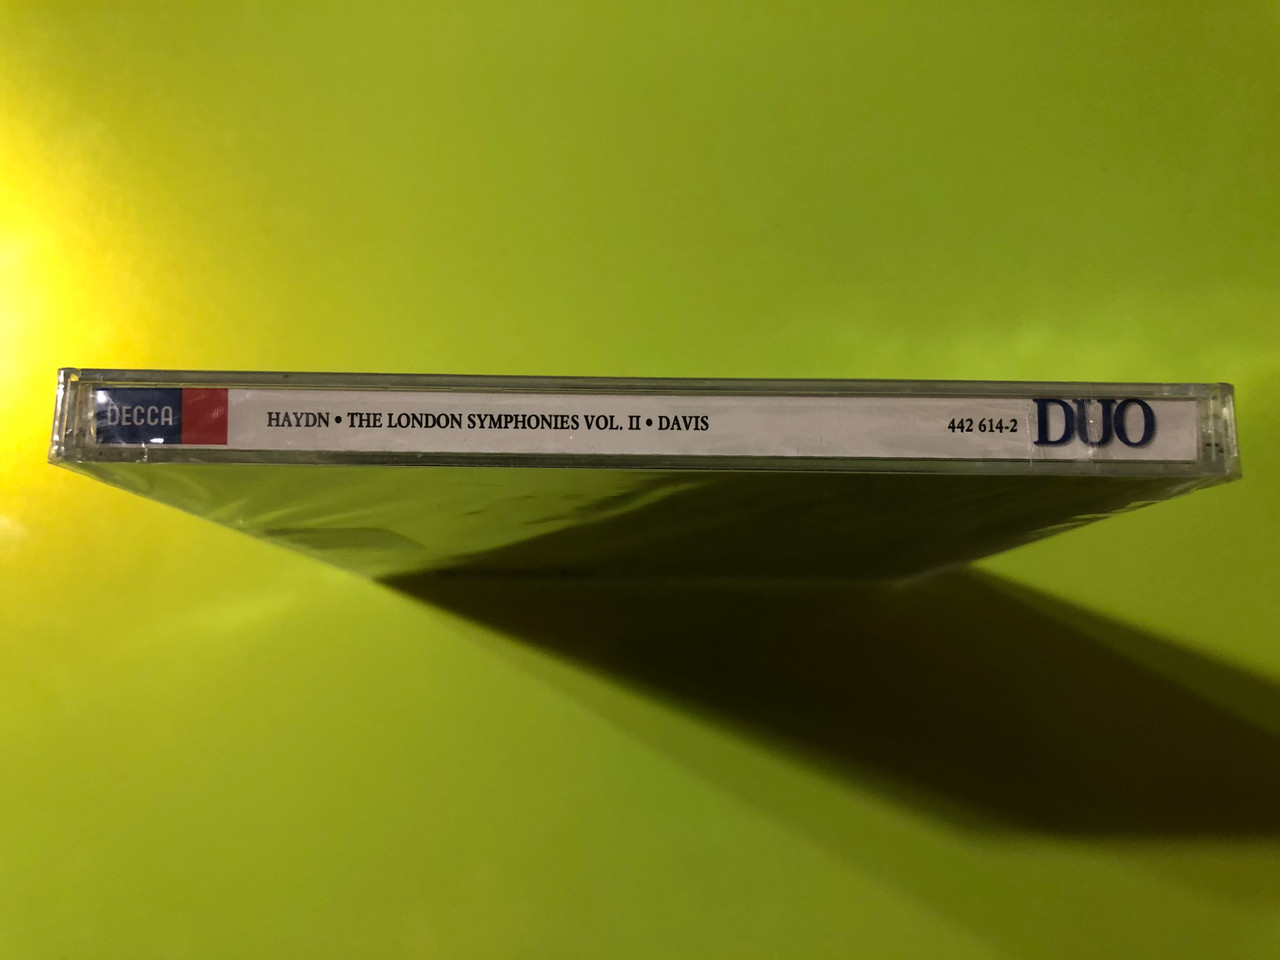 DECCA HAYDN • THE LONDON SYMPHONIES VOL. II • DAVIS 442 614-2 DUO